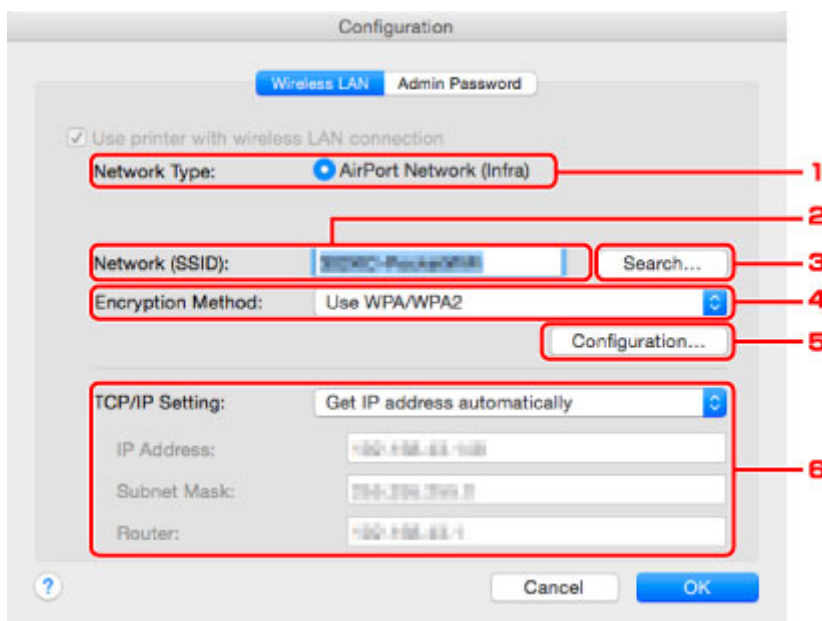 Configuration
Wireless LAN Admin Password
Use printer with wireless LAN connection
Network Type: AirPort Network (Infra) 1
2
Network (SSID): Search... 3
Encryption Method: Use WPA/WPA2 4
Configuration... 5
TCP/IP Setting: Get IP address automatically
IP Address:
6
Subnet Mask:
Router:
? Cancel OK